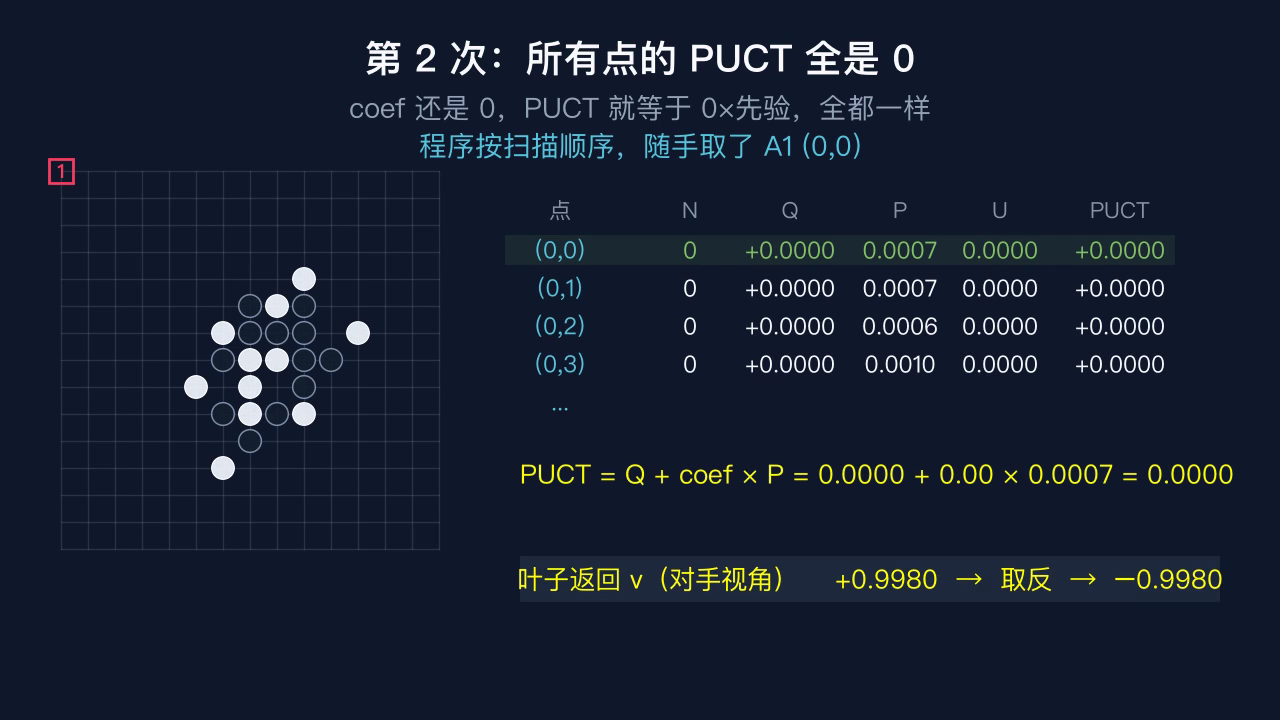 第 2 次：所有点的 PUCT 全是 0
coef 还是 0，PUCT 就等于 0×先验，全都一样
程序按扫描顺序，随手取了 A1 (0,0)
1
点 N Q P U PUCT
(0,0) 0 +0.0000 0.0007 0.0000 +0.0000
(0,1) 0 +0.0000 0.0007 0.0000 +0.0000
(0,2) 0 +0.0000 0.0006 0.0000 +0.0000
(0,3) 0 +0.0000 0.0010 0.0000 +0.0000
...
PUCT = Q + coef × P = 0.0000 + 0.00 × 0.0007 = 0.0000
叶子返回 v（对手视角） +0.9980 → 取反 → −0.9980